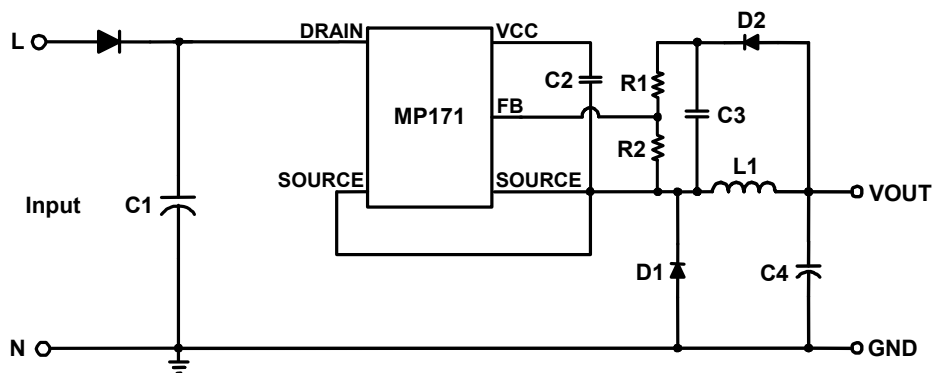 D2
L
DRAIN
VCC
C2
R1
C3
MP171
FB
R2
L1
SOURCE
SOURCE
VOUT
Input
C1
D1
C4
N
GND